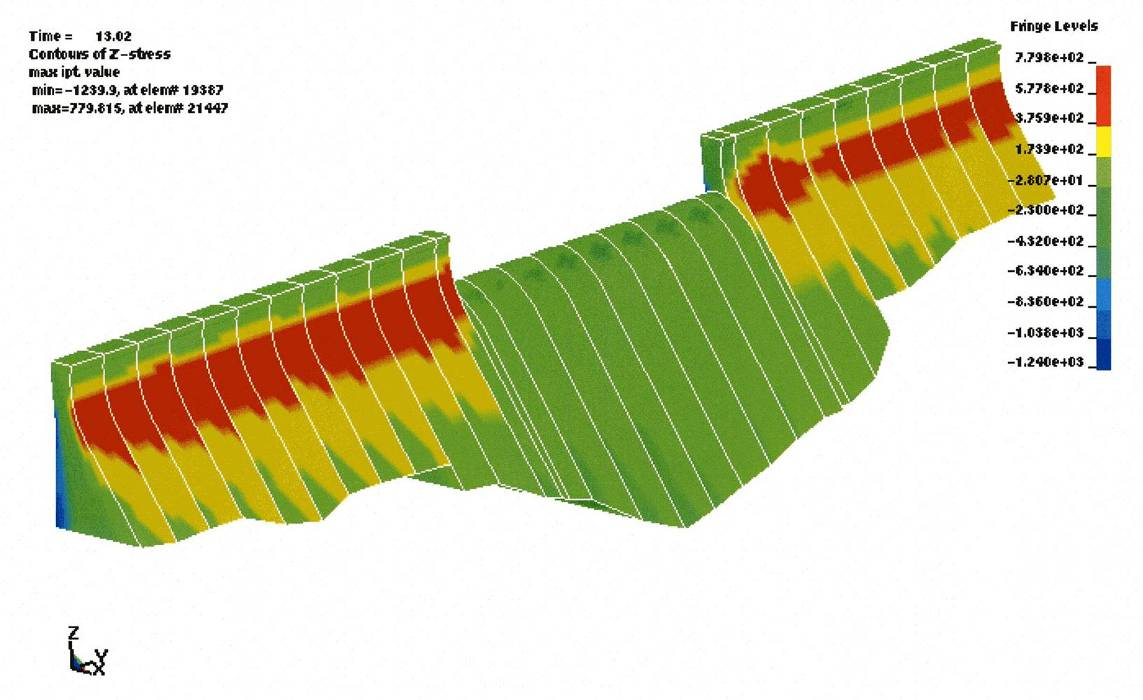 Time = 13.02
Contours of Z-stress
max ipt. value
min=-1239.9, at elem# 19387
max=779.815, at elem# 21447
Fringe Levels
7.798e+02
5.778e+02
3.759e+02
1.739e+02
-2.807e+01
-2.300e+02
-4.320e+02
-6.340e+02
-8.360e+02
-1.038e+03
-1.240e+03
Z
Y
X